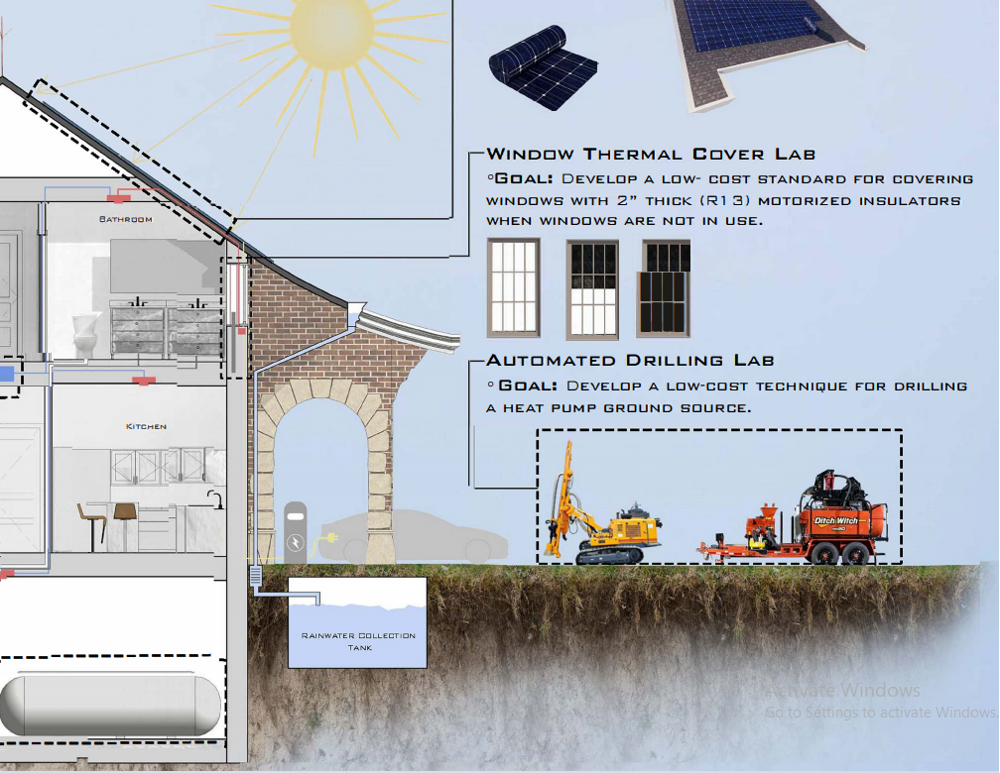 WINDOW THERMAL COVER LAB
°GOAL: DEVELOP A LOW- COST STANDARD FOR COVERING
WINDOWS WITH 2” THICK (R13) MOTORIZED INSULATORS
WHEN WINDOWS ARE NOT IN USE.
BATHROOM
AUTOMATED DRILLING LAB
° GOAL: DEVELOP A LOW-COST TECHNIQUE FOR DRILLING
A HEAT PUMP GROUND SOURCE.
KITCHEN
Ditch Witch
RAINWATER COLLECTION
TANK
Activate Windows
Go to Settings to activate Windows.